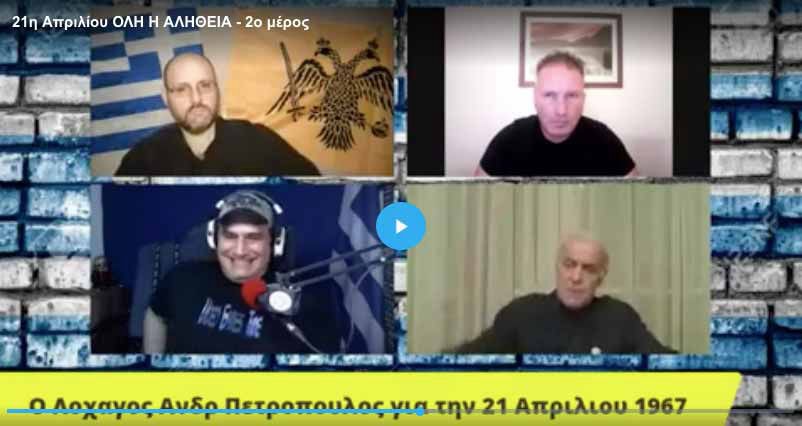 21η Απριλίου ΟΛΗ Η ΑΛΗΘΕΙΑ - 2ο μέρος
Ο Λοχαγος Ανδρ Πετροπουλος για την 21 Απριλιου 1967